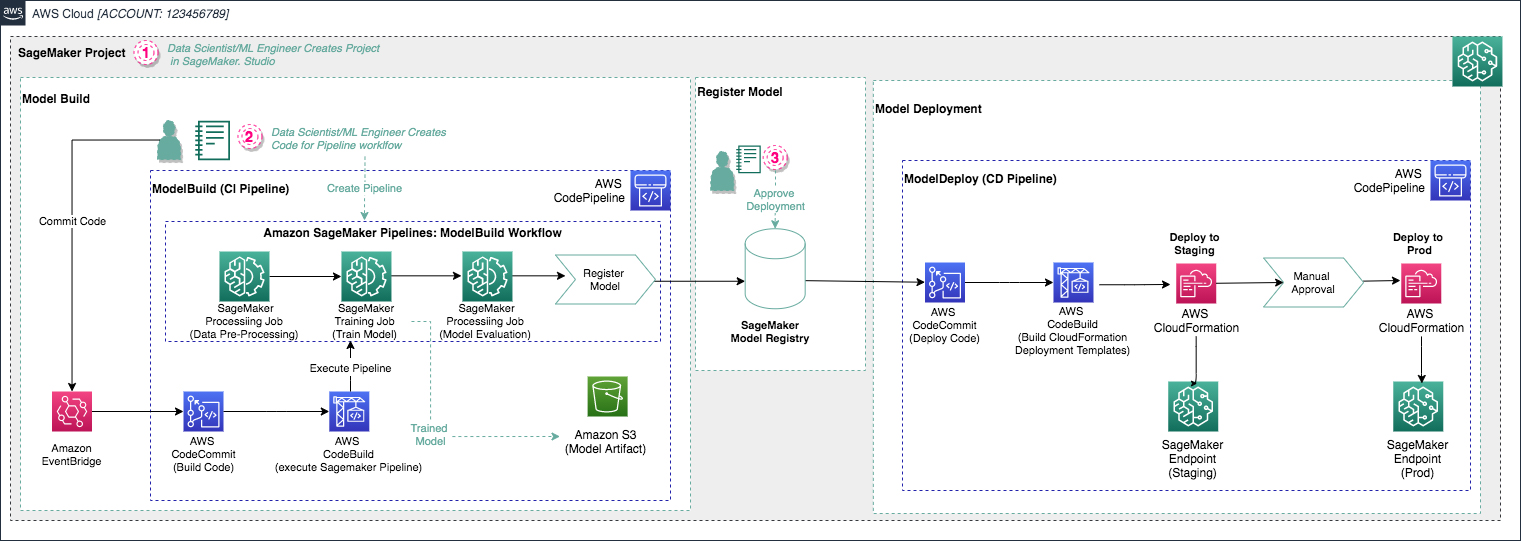 aws
AWS Cloud [ACCOUNT: 123456789]
SageMaker Project
1
Data Scientist/ML Engineer Creates Project
in SageMaker. Studio
Model Build
2
Data Scientist/ML Engineer Creates
Code for Pipeline worklfow
Create Pipeline
Commit Code
ModelBuild (CI Pipeline)
AWS
CodePipeline
Amazon SageMaker Pipelines: ModelBuild Workflow
SageMaker
Processiing Job
(Data Pre-Processing)
SageMaker
Training Job
(Train Model)
SageMaker
Processiing Job
(Model Evaluation)
Register
Model
Execute Pipeline
Amazon
EventBridge
AWS
CodeCommit
(Build Code)
AWS
CodeBuild
(execute Sagemaker Pipeline)
Trained
Model
Amazon S3
(Model Artifact)
Register Model
3
Approve
Deployment
SageMaker
Model Registry
Model Deployment
ModelDeploy (CD Pipeline)
AWS
CodePipeline
AWS
CodeCommit
(Deploy Code)
AWS
CodeBuild
(Build CloudFormation
Deployment Templates)
Deploy to
Staging
AWS
CloudFormation
Manual
Approval
Deploy to
Prod
AWS
CloudFormation
SageMaker
Endpoint
(Staging)
SageMaker
Endpoint
(Prod)